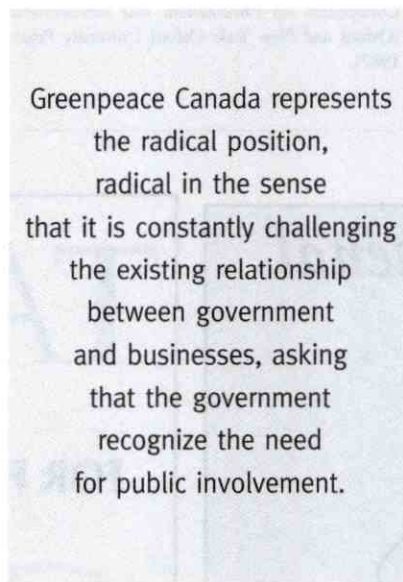 Greenpeace Canada represents
the radical position,
radical in the sense
that it is constantly challenging
the existing relationship
between government
and businesses, asking
that the government
recognize the need
for public involvement.